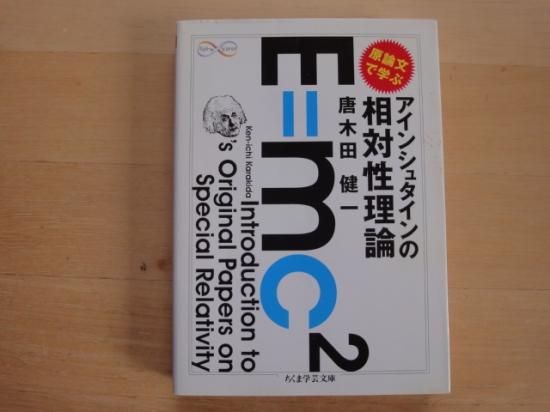 原論文
で学ぶ
アインシュタインの
相対性理論
唐木田 健一
E=mc2
Ken-ichi Karakida
Introduction to
's Original Papers on
Special Relativity
ちくま学芸文庫